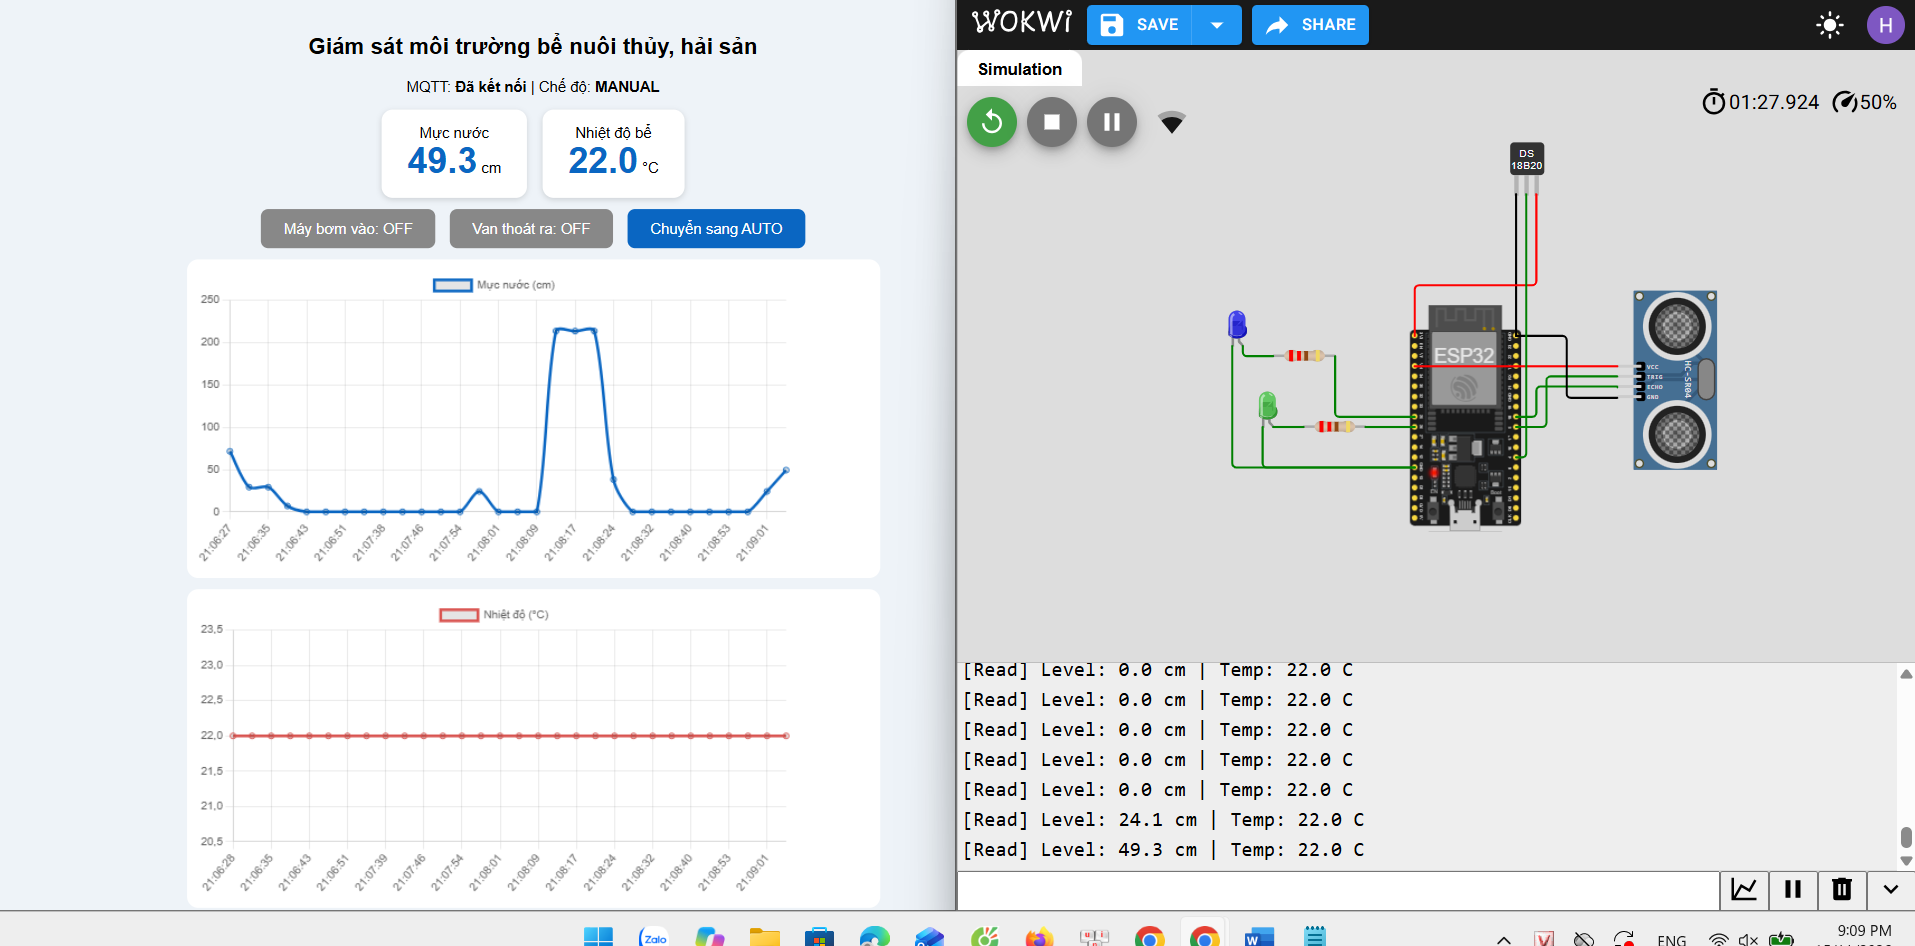 Giám sát môi trường bể nuôi thủy, hải sản
MQTT: Đã kết nối | Chế độ: MANUAL
Mực nước
49.3 cm
Nhiệt độ bể
22.0 °C
Máy bơm vào: OFF
Van thoát ra: OFF
Chuyển sang AUTO
Mực nước (cm)
250
200
150
100
50
0
21:06:27
21:06:35
21:06:43
21:06:51
21:07:38
21:07:46
21:07:54
21:08:01
21:08:09
21:08:17
21:08:24
21:08:32
21:08:40
21:08:53
21:09:01
Nhiệt độ (°C)
23,5
23,0
22,5
22,0
21,5
21,0
20,5
21:06:28
21:06:35
21:06:43
21:06:51
21:07:39
21:07:46
21:07:54
21:08:01
21:08:09
21:08:17
21:08:24
21:08:32
21:08:40
21:08:53
21:09:01
WOKWI
SAVE
SHARE
H
Simulation
01:27.924
50%
DS
18B20
ESP32
HC-SR04
VCC
TRIG
ECHO
GND
[Read] Level: 0.0 cm | Temp: 22.0 C
[Read] Level: 0.0 cm | Temp: 22.0 C
[Read] Level: 0.0 cm | Temp: 22.0 C
[Read] Level: 0.0 cm | Temp: 22.0 C
[Read] Level: 0.0 cm | Temp: 22.0 C
[Read] Level: 24.1 cm | Temp: 22.0 C
[Read] Level: 49.3 cm | Temp: 22.0 C
Zalo
W
V
ENG
9:09 PM